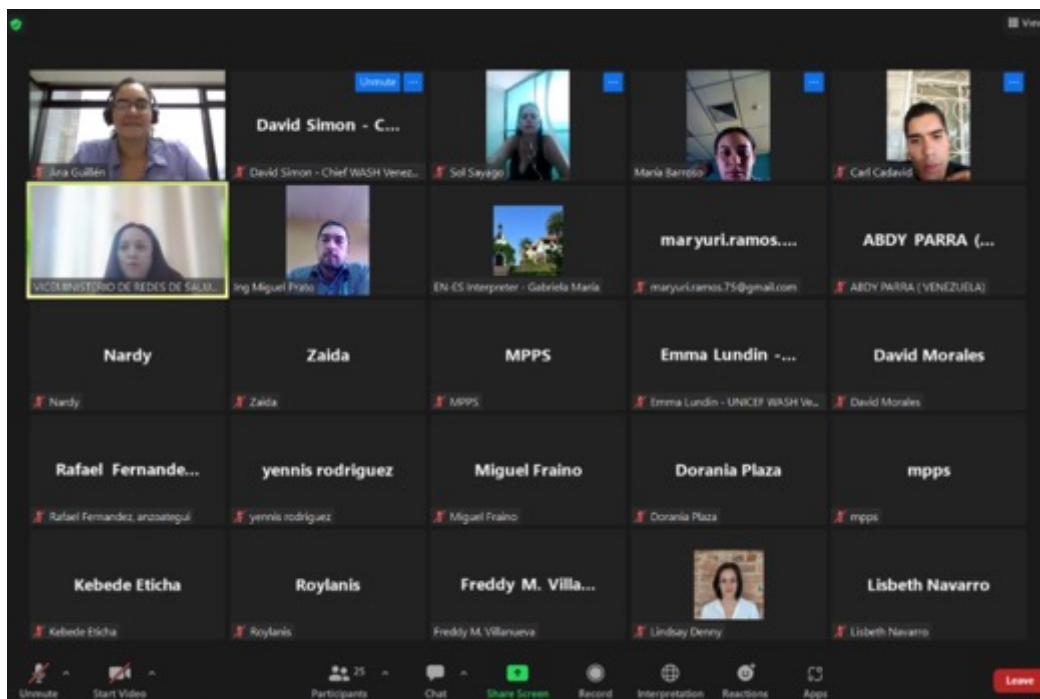 View
Unmute ...
...
...
...
David Simon - C...
Ana Guillén
David Simon - Chief WASH Venez...
Sol Sayago
María Barroso
Carl Cadavid
maryuri.ramos....
ABDY PARRA (...
VICEMINISTERIO DE REDES DE SALU...
Ing Miguel Prato
EN-ES Interpreter - Gabriela María
maryuri.ramos.75@gmail.com
ABDY PARRA ( VENEZUELA)
Nardy
Zaida
MPPS
Emma Lundin -...
David Morales
Nardy
Zaida
MPPS
Emma Lundin - UNICEF WASH Ve...
David Morales
Rafael Fernande...
yennis rodriguez
Miguel Fraino
Dorania Plaza
mpps
Rafael Fernandez, anzoategui
yennis rodriguez
Miguel Fraino
Dorania Plaza
mpps
Kebede Eticha
Roylanis
Freddy M. Villa...
Lisbeth Navarro
Kebede Eticha
Roylanis
Freddy M. Villanueva
Lindsay Denny
Lisbeth Navarro
Unmute
Start Video
Participants
25
Chat
Share Screen
Record
Interpretation
Reactions
Apps
Leave